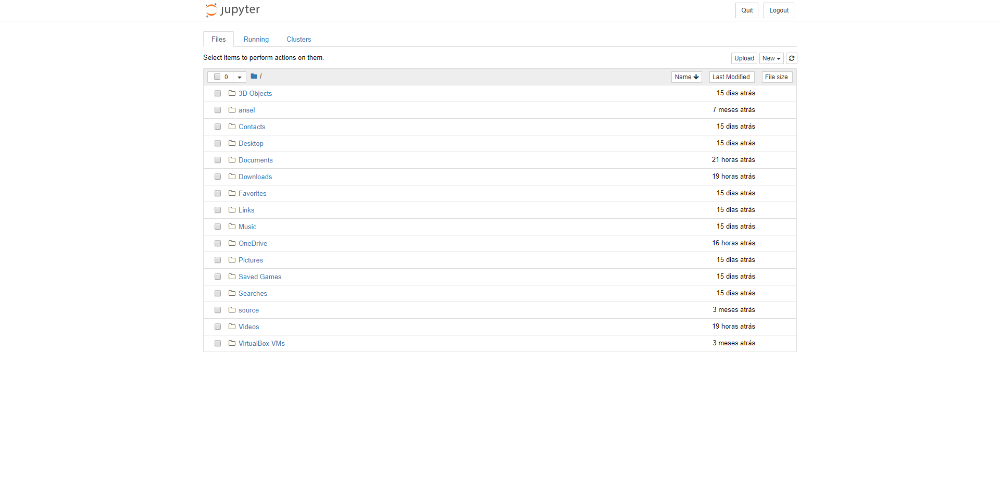 jupyter Quit Logout
Files Running Clusters
Select items to perform actions on them. Upload New
0 / Name Last Modified File size
3D Objects 15 dias atrás
ansel 7 meses atrás
Contacts 15 dias atrás
Desktop 15 dias atrás
Documents 21 horas atrás
Downloads 19 horas atrás
Favorites 15 dias atrás
Links 15 dias atrás
Music 15 dias atrás
OneDrive 16 horas atrás
Pictures 15 dias atrás
Saved Games 15 dias atrás
Searches 15 dias atrás
source 3 meses atrás
Videos 19 horas atrás
VirtualBox VMs 3 meses atrás